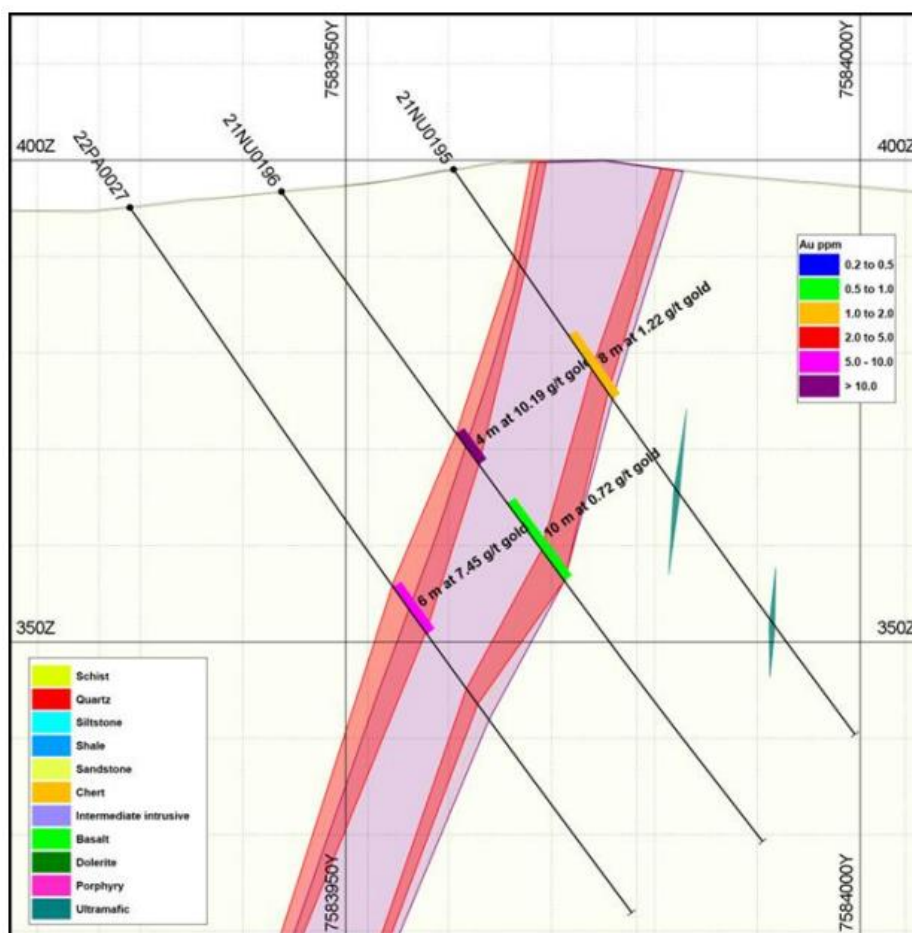 7583950Y
7584000Y
400Z
400Z
22PA0027
21NU0196
21NU0195
Au ppm
0.2 to 0.5
0.5 to 1.0
1.0 to 2.0
2.0 to 5.0
5.0 - 10.0
> 10.0
8 m at 1.22 g/t gold
4 m at 10.19 g/t gold
10 m at 0.72 g/t gold
6 m at 7.45 g/t gold
350Z
350Z
Schist
Quartz
Siltstone
Shale
Sandstone
Chert
Intermediate intrusive
Basalt
Dolerite
Porphyry
Ultramafic
7583950Y
7584000Y